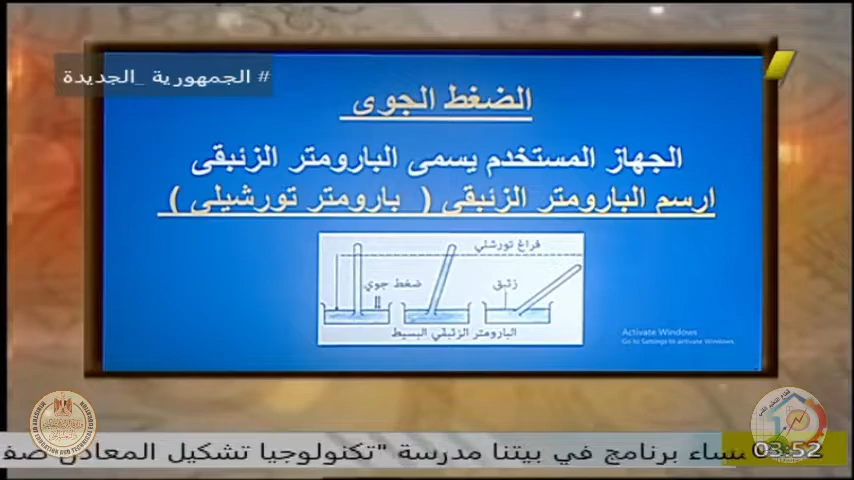 # الجمهورية _الجديدة
الضغط الجوى
الجهاز المستخدم يسمى البارومتر الزئبقى
ارسم البارومتر الزئبقى ( بارومتر تورشيلى )
فراغ تورشلي
ضغط جوي
زئبق
البارومتر الزئبقي البسيط
Activate Windows
Go to Settings to activate Windows.
مساء برنامج في بيتنا مدرسة "تكنولوجيا تشكيل المعادن صف
03:52